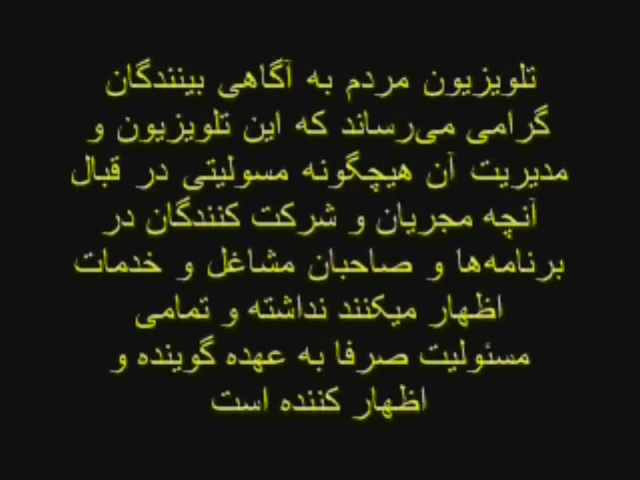 تلویزیون مردم به آگاهی بینندگان
گرامی می‌رساند که این تلویزیون و
مدیریت آن هیچگونه مسولیتی در قبال
آنچه مجریان و شرکت کنندگان در
برنامه‌ها و صاحبان مشاغل و خدمات
اظهار میکنند نداشته و تمامی
مسئولیت صرفا به عهده گوینده و
اظهار کننده است